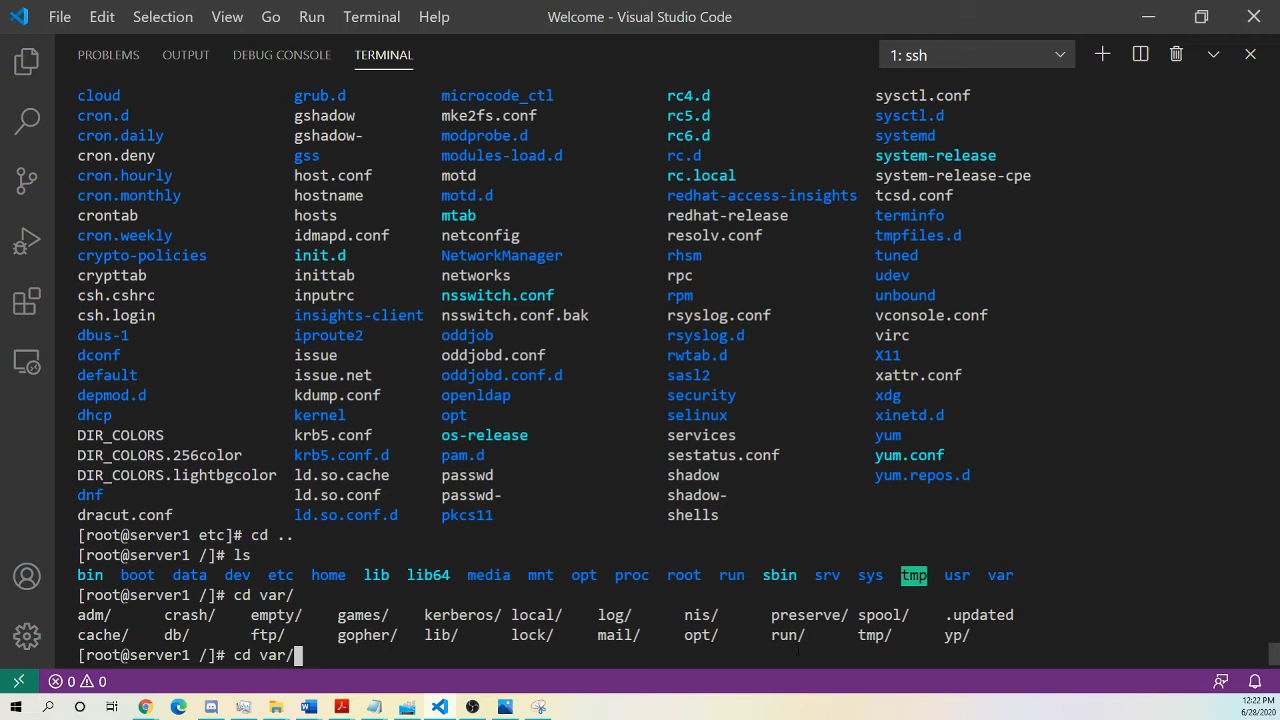 File Edit Selection View Go Run Terminal Help Welcome - Visual Studio Code
PROBLEMS OUTPUT DEBUG CONSOLE TERMINAL 1: ssh
cloud grub.d microcode_ctl rc4.d sysctl.conf
cron.d gshadow mke2fs.conf rc5.d sysctl.d
cron.daily gshadow- modprobe.d rc6.d systemd
cron.deny gss modules-load.d rc.d system-release
cron.hourly host.conf motd rc.local system-release-cpe
cron.monthly hostname motd.d redhat-access-insights tcsd.conf
crontab hosts mtab redhat-release terminfo
cron.weekly idmapd.conf netconfig resolv.conf tmpfiles.d
crypto-policies init.d NetworkManager rhsm tuned
crypttab inittab networks rpc udev
csh.cshrc inputrc nsswitch.conf rpm unbound
csh.login insights-client nsswitch.conf.bak rsyslog.conf vconsole.conf
dbus-1 iproute2 oddjob rsyslog.d virc
dconf issue oddjobd.conf rwtab.d X11
default issue.net oddjobd.conf.d sasl2 xattr.conf
depmod.d kdump.conf openldap security xdg
dhcp kernel opt selinux xinetd.d
DIR_COLORS krb5.conf os-release services yum
DIR_COLORS.256color krb5.conf.d pam.d sestatus.conf yum.conf
DIR_COLORS.lightbgcolor ld.so.cache passwd shadow yum.repos.d
dnf ld.so.conf passwd- shadow-
dracut.conf ld.so.conf.d pkcs11 shells
[root@server1 etc]# cd ..
[root@server1 /]# ls
bin boot data dev etc home lib lib64 media mnt opt proc root run sbin srv sys tmp usr var
[root@server1 /]# cd var/
adm/ crash/ empty/ games/ kerberos/ local/ log/ nis/ preserve/ spool/ .updated
cache/ db/ ftp/ gopher/ lib/ lock/ mail/ opt/ run/ tmp/ yp/
[root@server1 /]# cd var/
0 0
12:22 PM
6/28/2020